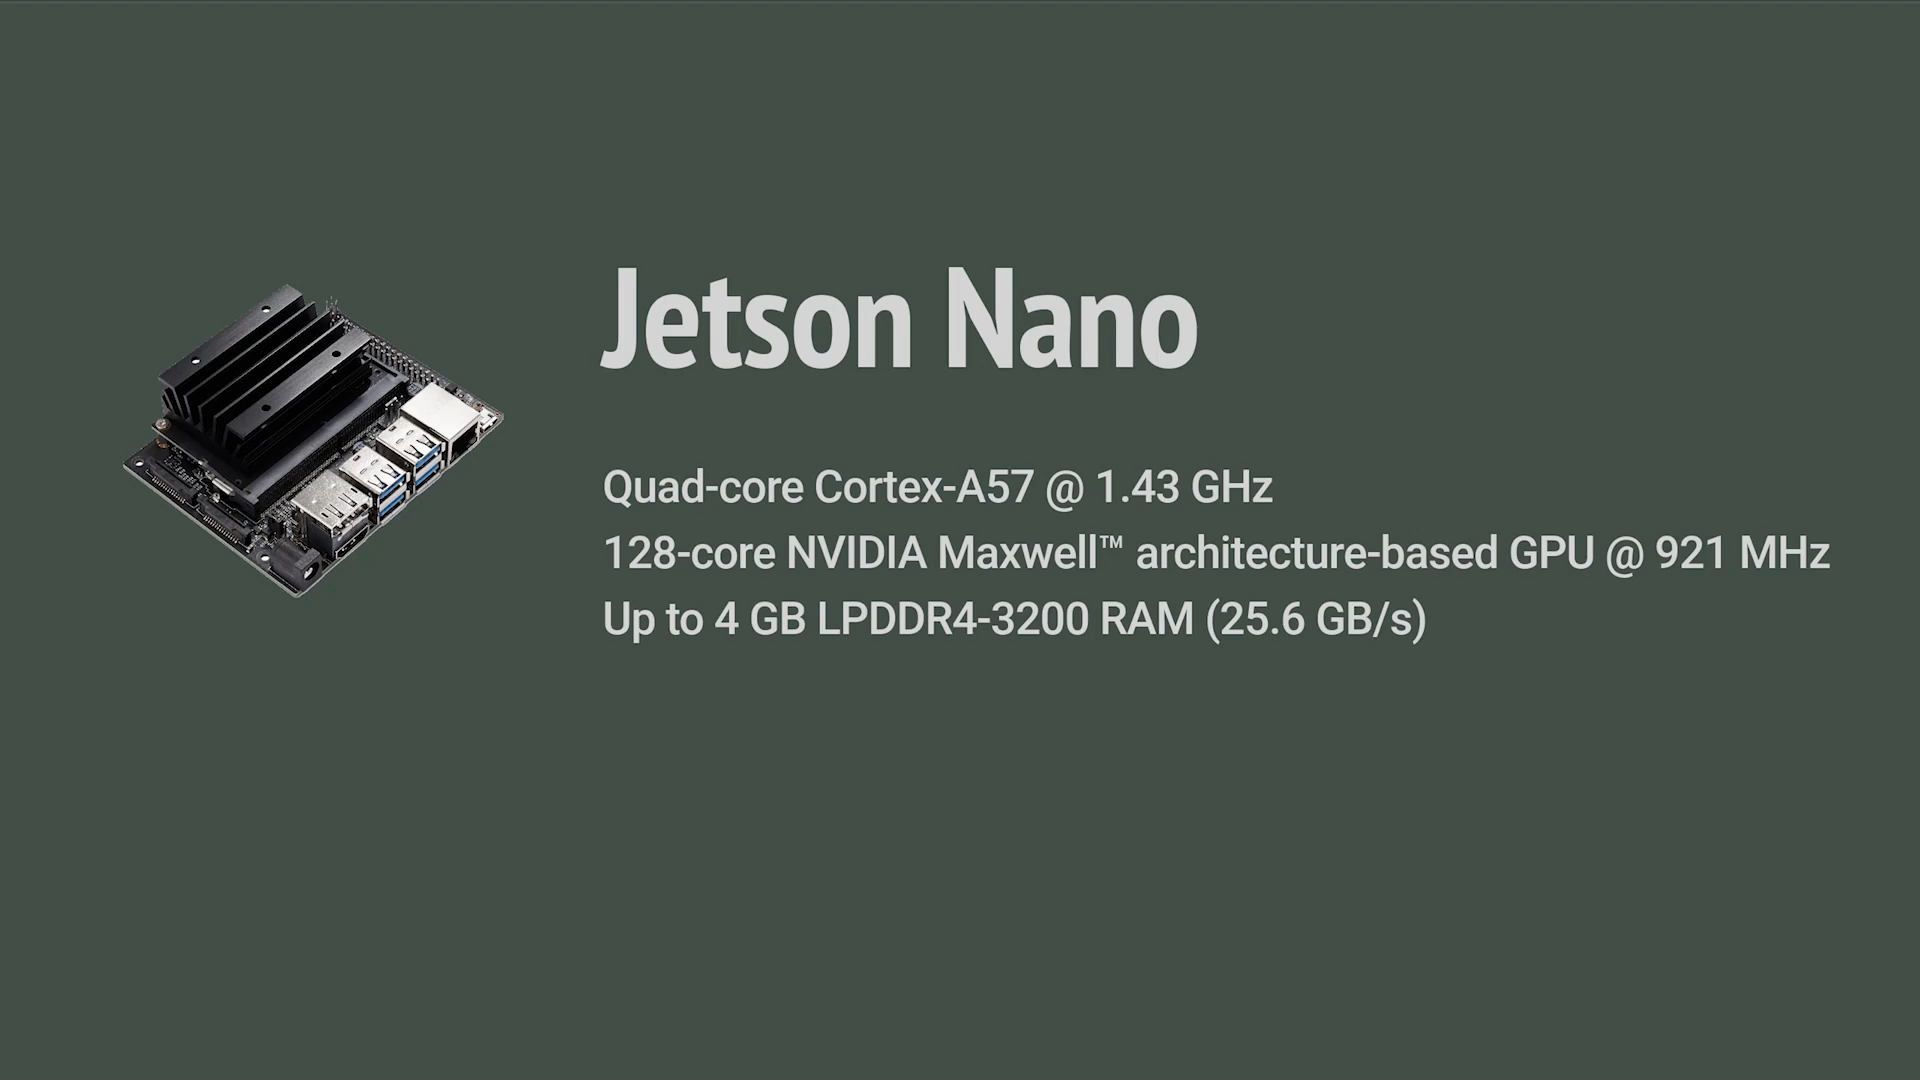 Jetson Nano
Quad-core Cortex-A57 @ 1.43 GHz
128-core NVIDIA Maxwell™ architecture-based GPU @ 921 MHz
Up to 4 GB LPDDR4-3200 RAM (25.6 GB/s)